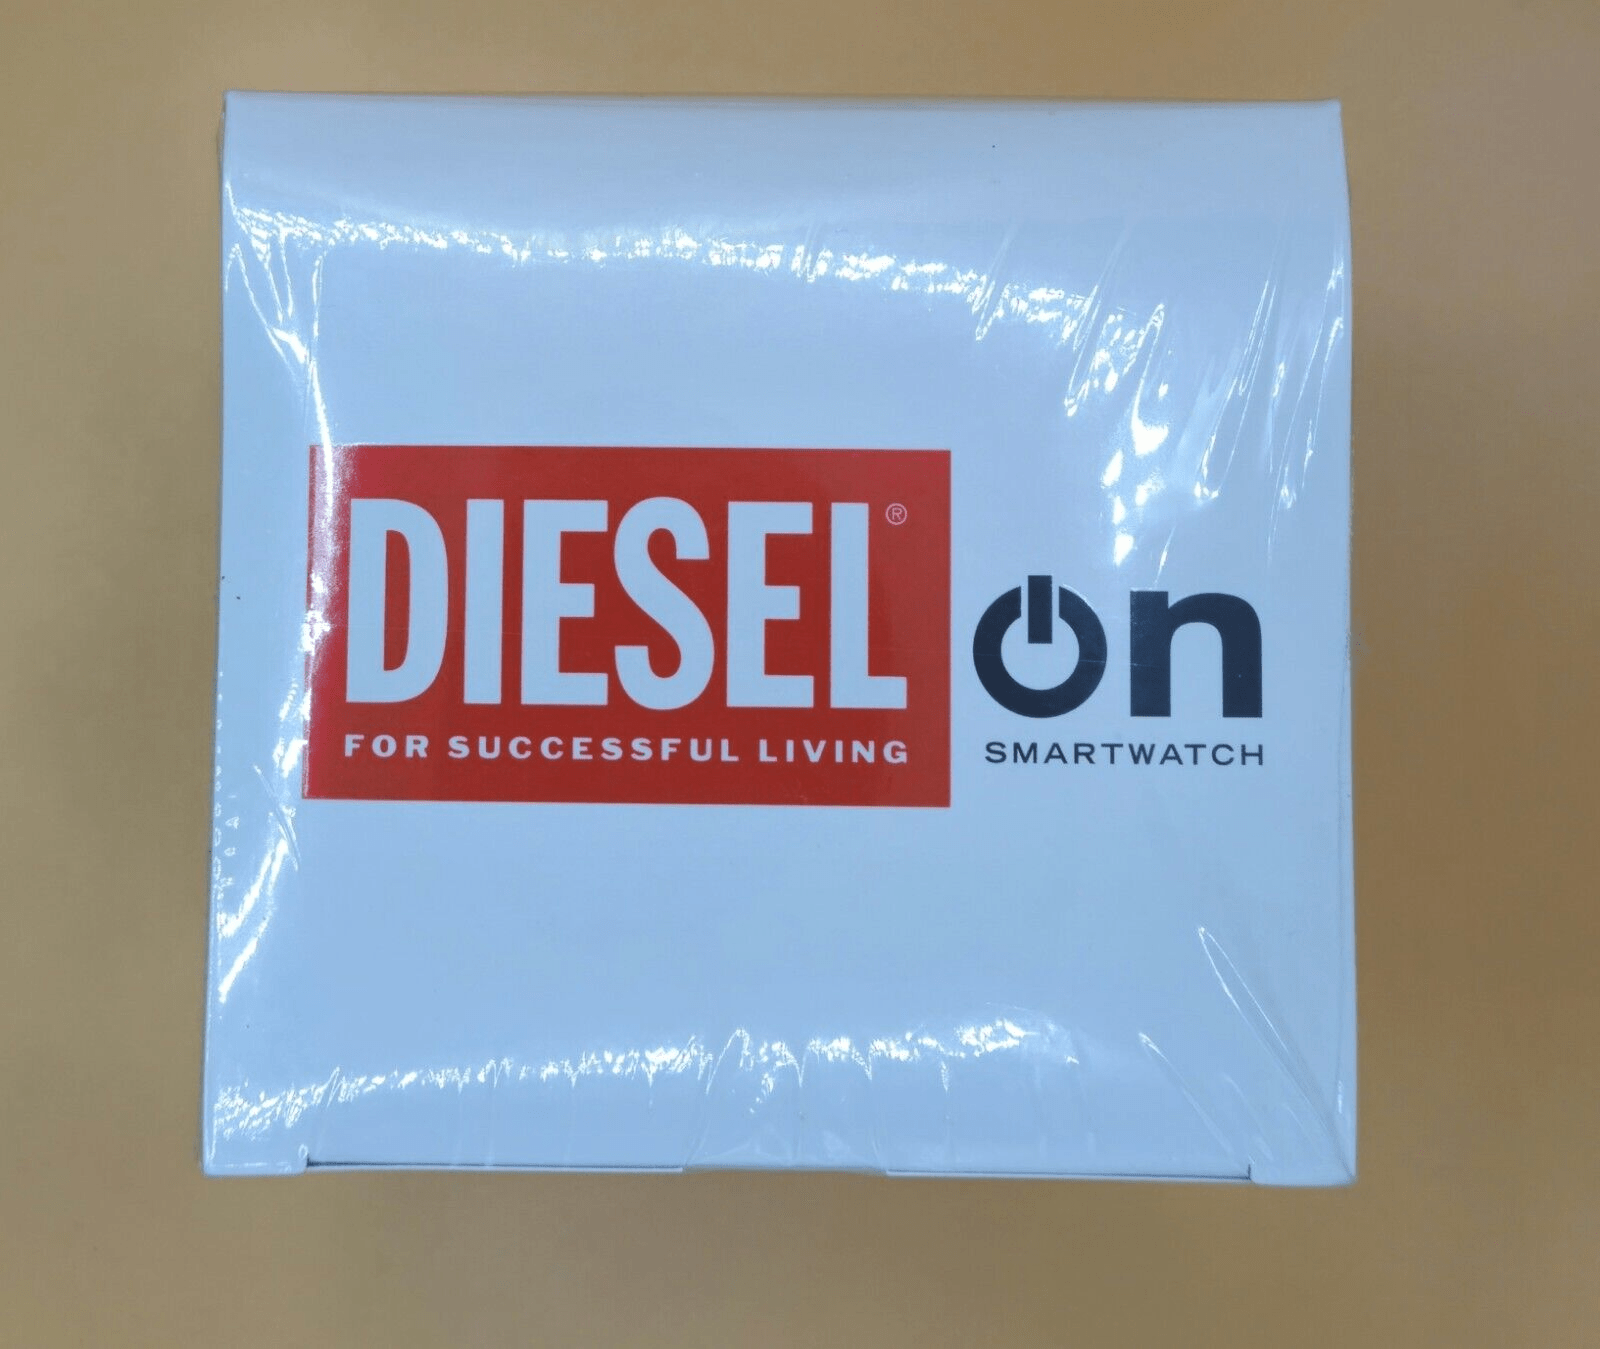 DIESEL®
FOR SUCCESSFUL LIVING
on
SMARTWATCH